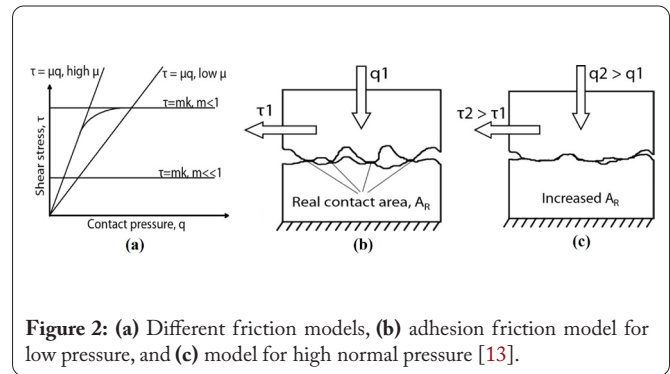 τ = μq, high μ
τ = μq, low μ
τ=mk, m<1
τ=mk, m<<1
Shear stress, τ
Contact pressure, q
(a)
q1
τ1
Real contact area, A_R
(b)
q2 > q1
τ2 > τ1
Increased A_R
(c)
Figure 2: (a) Different friction models, (b) adhesion friction model for
low pressure, and (c) model for high normal pressure [13].